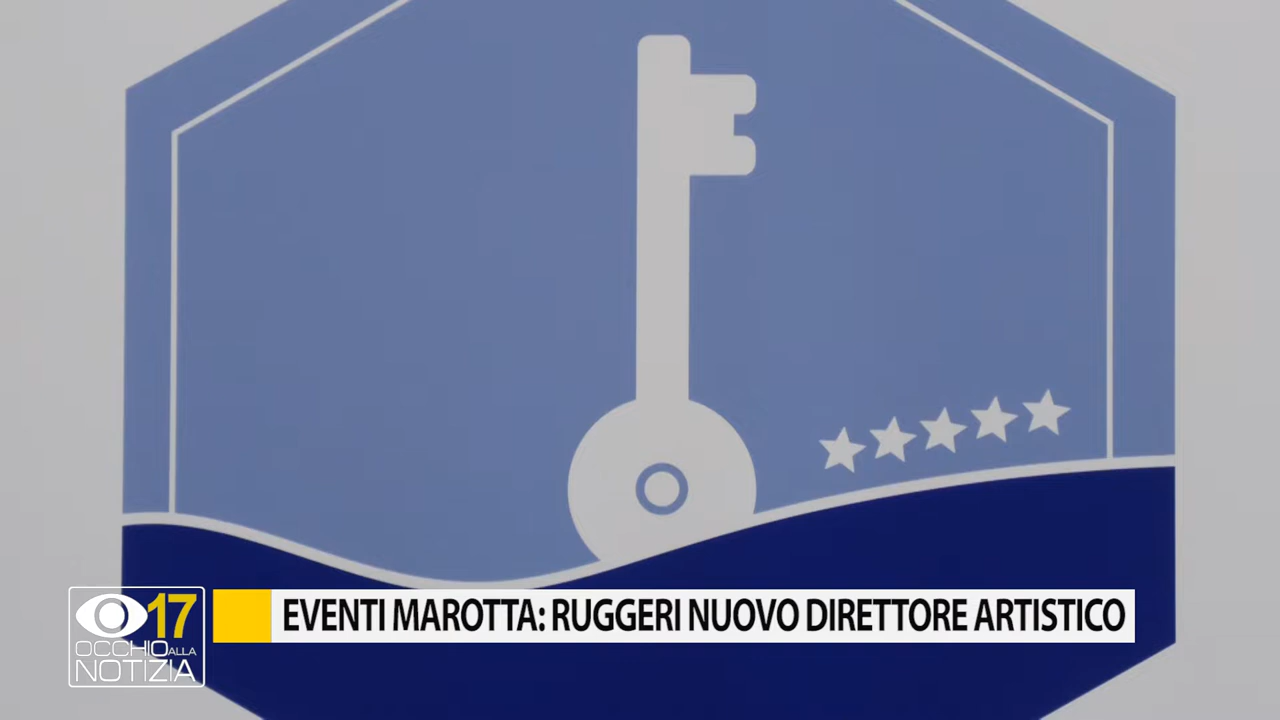 EVENTI MAROTTA: RUGGERI NUOVO DIRETTORE ARTISTICO
17
OCCHIO ALLA
NOTIZIA